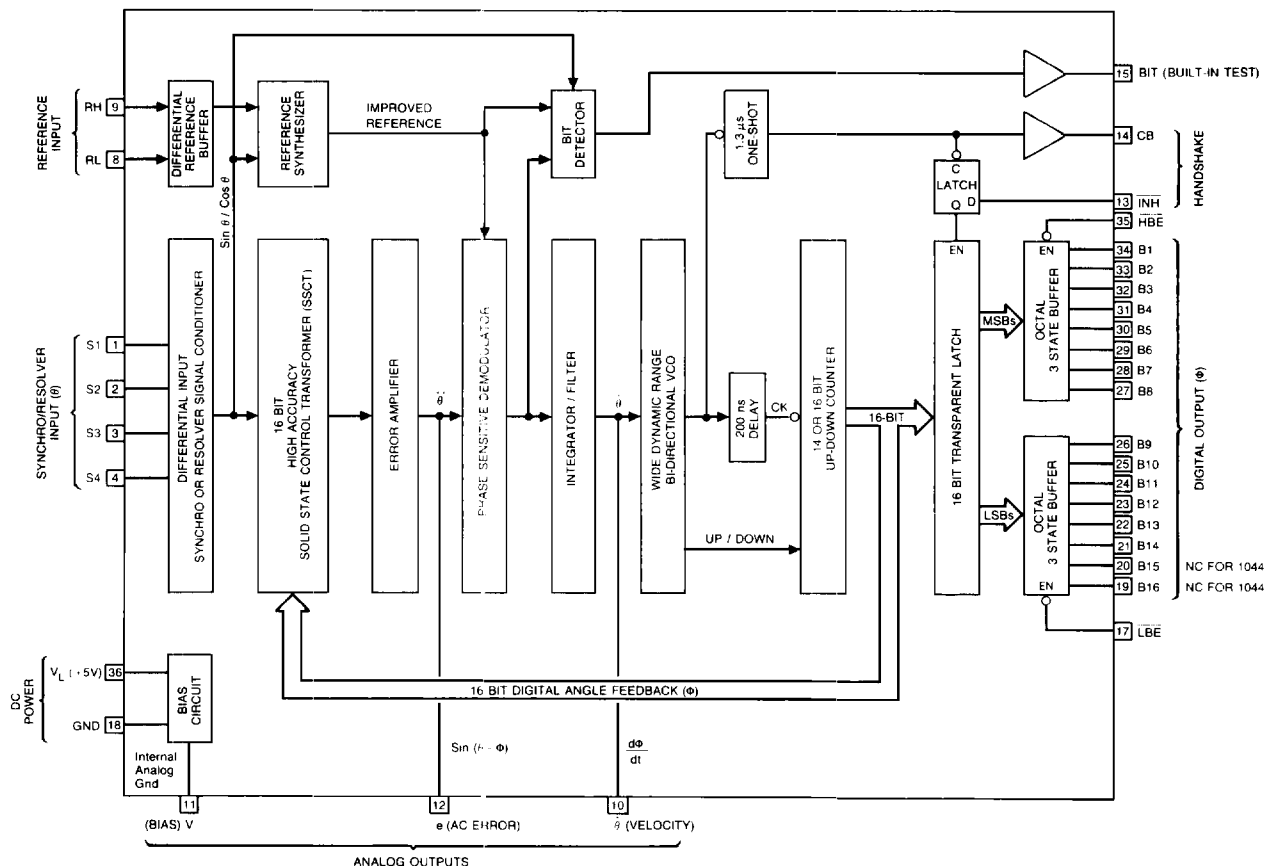 REFERENCE INPUT
RH 9
RL 8
DIFFERENTIAL REFERENCE BUFFER
REFERENCE SYNTHESIZER
IMPROVED REFERENCE
BIT DETECTOR
1.3 µs ONE-SHOT
15 BIT (BUILT-IN TEST)
14 CB
HANDSHAKE
C
LATCH
Q D
13 INH
35 HBE
Sin θ / Cos θ
SYNCHRO/RESOLVER INPUT (θ)
S1 1
S2 2
S3 3
S4 4
DIFFERENTIAL INPUT
SYNCHRO OR RESOLVER SIGNAL CONDITIONER
16 BIT
HIGH ACCURACY
SOLID STATE CONTROL TRANSFORMER (SSCT)
ERROR AMPLIFIER
PHASE SENSITIVE DEMODULATOR
INTEGRATOR / FILTER
WIDE DYNAMIC RANGE
BI-DIRECTIONAL VCO
200 ns DELAY
CK
14 OR 16 BIT
UP-DOWN COUNTER
UP / DOWN
16-BIT
EN
16 BIT TRANSPARENT LATCH
MSBs
LSBs
EN
OCTAL
3 STATE BUFFER
34 B1
33 B2
32 B3
31 B4
30 B5
29 B6
28 B7
27 B8
OCTAL
3 STATE BUFFER
EN
26 B9
25 B10
24 B11
23 B12
22 B13
21 B14
20 B15 NC FOR 1044
19 B16 NC FOR 1044
17 LBE
DIGITAL OUTPUT (Φ)
16 BIT DIGITAL ANGLE FEEDBACK (Φ)
DC POWER
VL (+5V) 36
GND 18
BIAS CIRCUIT
Internal
Analog
Gnd
Sin (θ - Φ)
dΦ
dt
11
12
10
(BIAS) V
e (AC ERROR)
θ̇ (VELOCITY)
ANALOG OUTPUTS